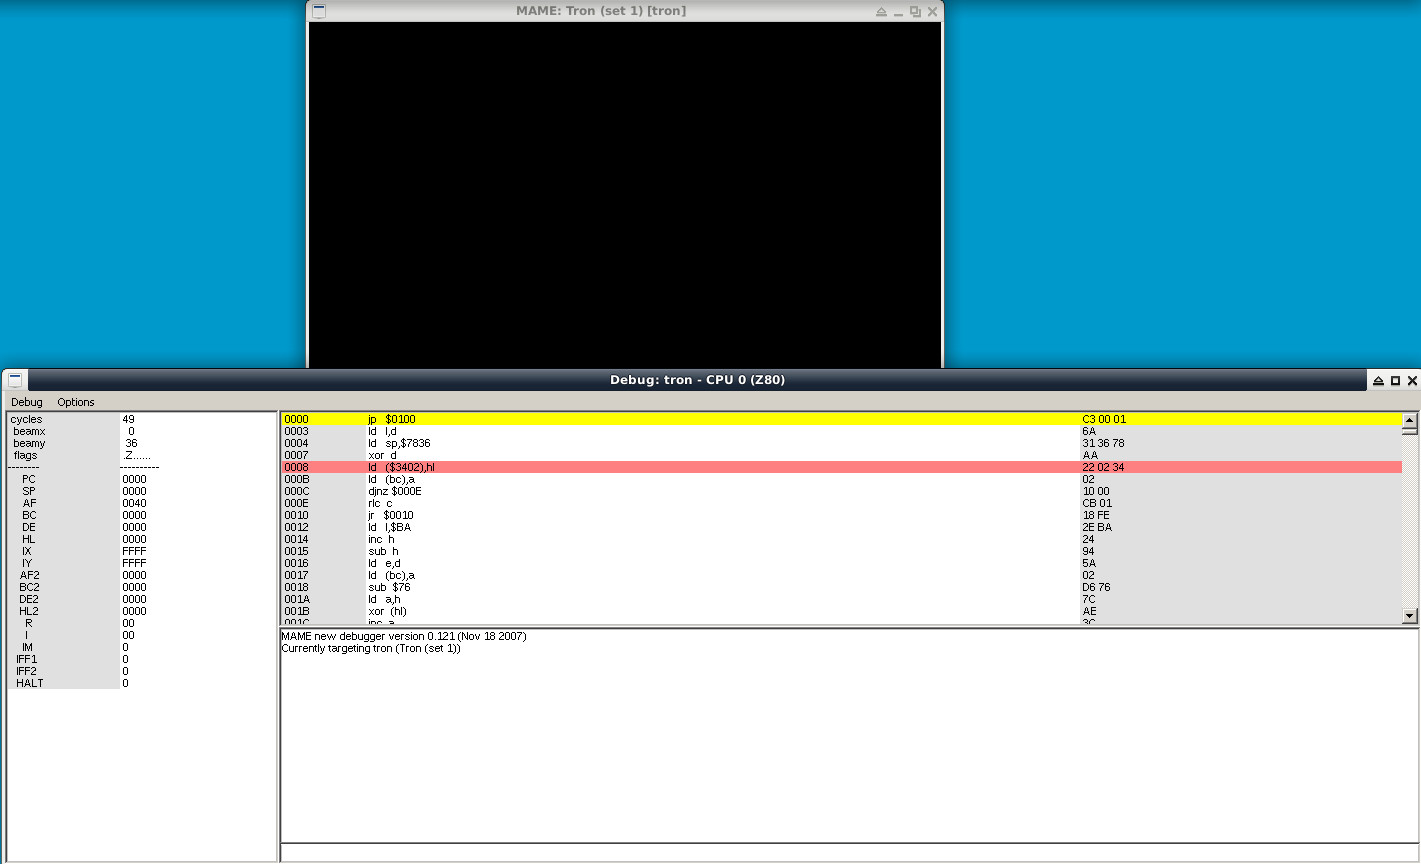 MAME: Tron (set 1) [tron]
Debug: tron - CPU 0 (Z80)
Debug Options
cycles 49
beamx 0
beamy 36
flags .Z......
-------- ----------
PC 0000
SP 0000
AF 0040
BC 0000
DE 0000
HL 0000
IX FFFF
IY FFFF
AF2 0000
BC2 0000
DE2 0000
HL2 0000
R 00
I 00
IM 0
IFF1 0
IFF2 0
HALT 0
0000 jp $0100 C3 00 01
0003 ld l,d 6A
0004 ld sp,$7836 31 36 78
0007 xor d AA
0008 ld ($3402),hl 22 02 34
000B ld (bc),a 02
000C djnz $000E 10 00
000E rlc c CB 01
0010 jr $0010 18 FE
0012 ld l,$BA 2E BA
0014 inc h 24
0015 sub h 94
0016 ld e,d 5A
0017 ld (bc),a 02
0018 sub $76 D6 76
001A ld a,h 7C
001B xor (hl) AE
001C inc a 3C
MAME new debugger version 0.121 (Nov 18 2007)
Currently targeting tron (Tron (set 1))